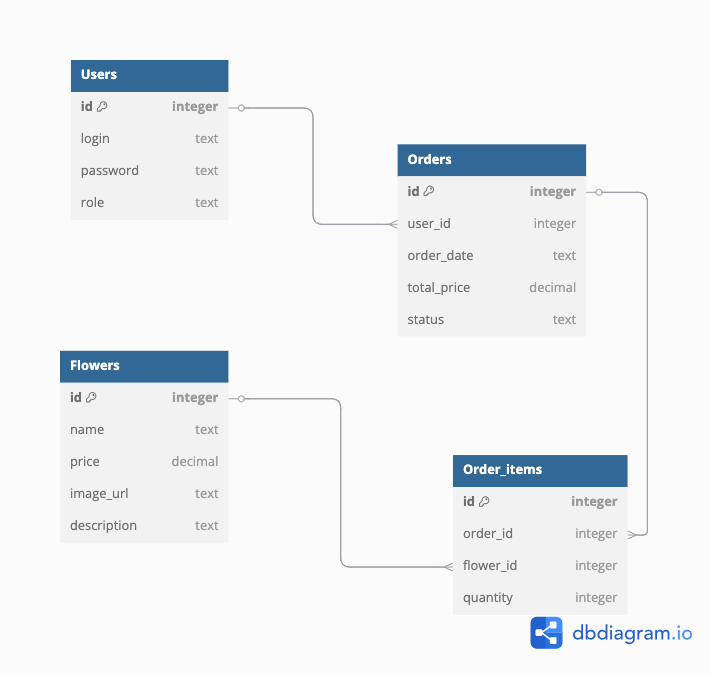 Users
id integer
login text
password text
role text
Orders
id integer
user_id integer
order_date text
total_price decimal
status text
Flowers
id integer
name text
price decimal
image_url text
description text
Order_items
id integer
order_id integer
flower_id integer
quantity integer
dbdiagram.io